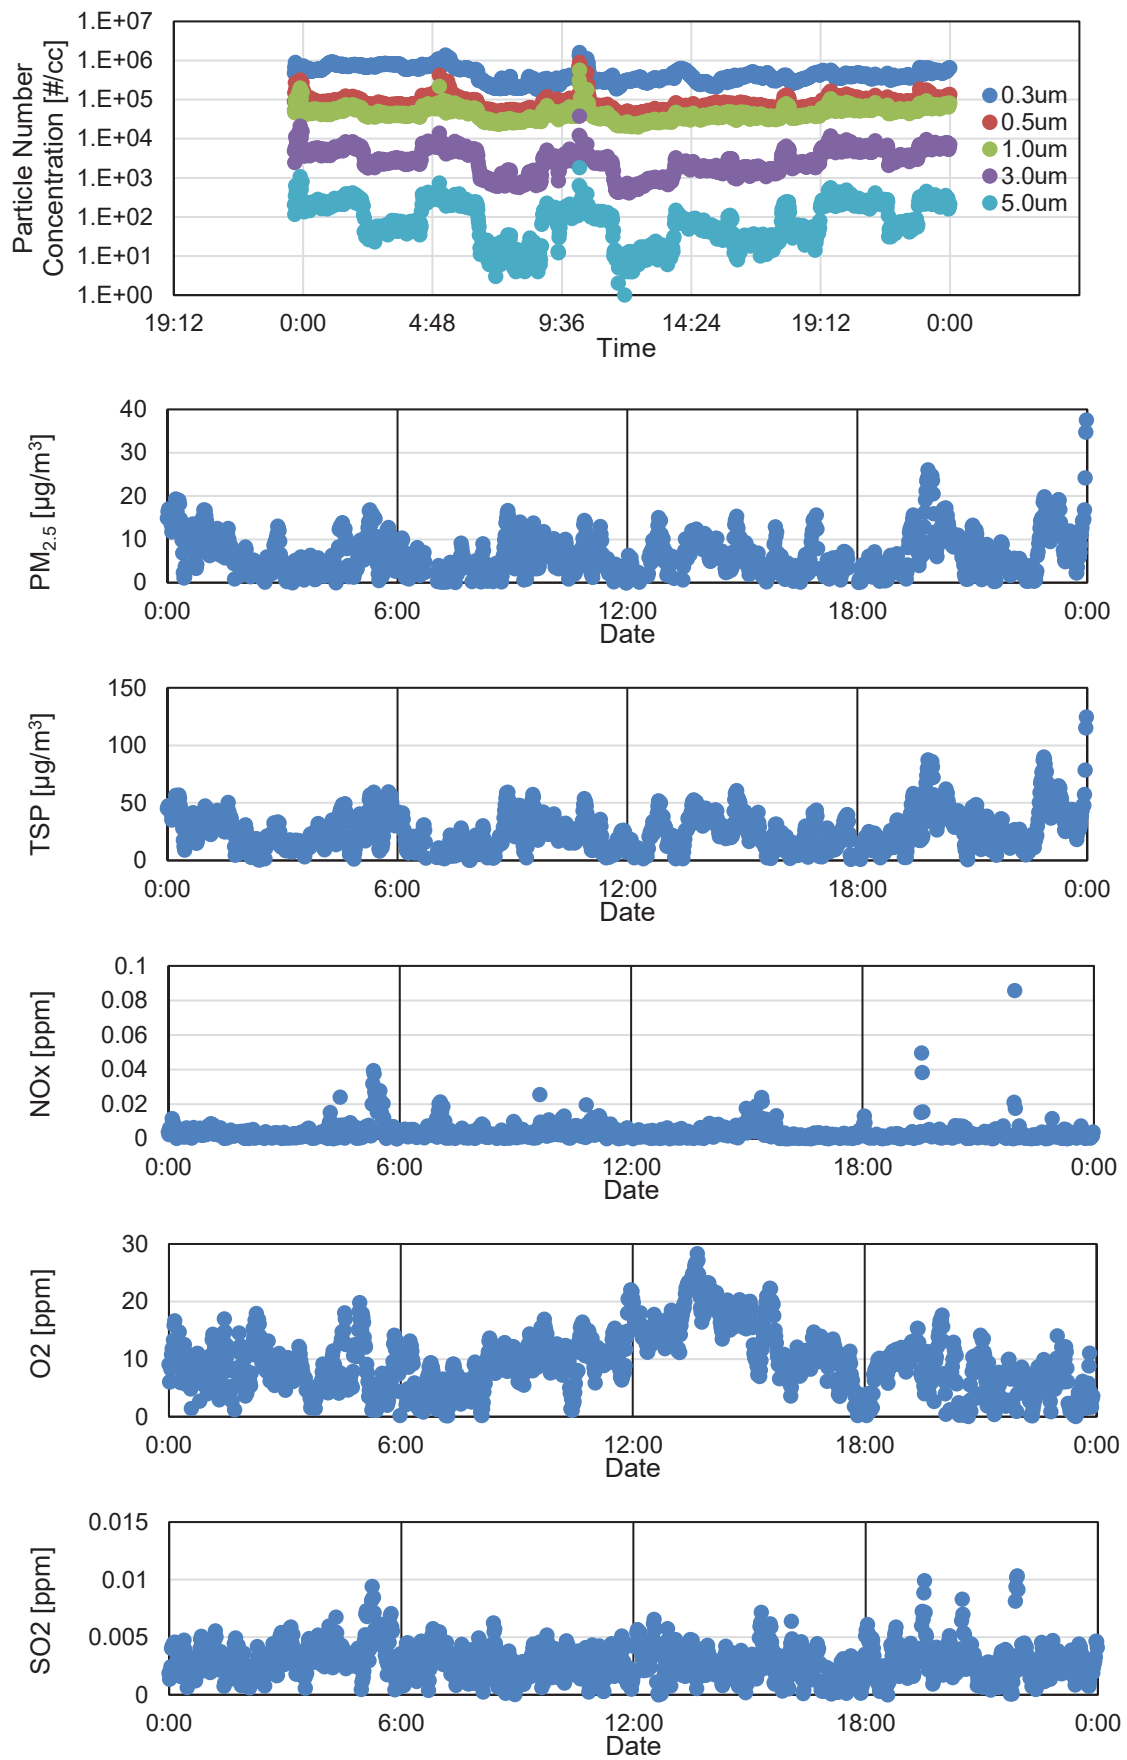 Particle Number
Concentration [#/cc]
1.E+07
1.E+06
1.E+05
1.E+04
1.E+03
1.E+02
1.E+01
1.E+00
0.3um
0.5um
1.0um
3.0um
5.0um
19:12 0:00 4:48 9:36 14:24 19:12 0:00
Time
PM2.5 [µg/m³]
40
30
20
10
0
0:00 6:00 12:00 18:00 0:00
Date
TSP [µg/m³]
150
100
50
0
0:00 6:00 12:00 18:00 0:00
Date
NOx [ppm]
0.1
0.08
0.06
0.04
0.02
0
0:00 6:00 12:00 18:00 0:00
Date
O2 [ppm]
30
20
10
0
0:00 6:00 12:00 18:00 0:00
Date
SO2 [ppm]
0.015
0.01
0.005
0
0:00 6:00 12:00 18:00 0:00
Date